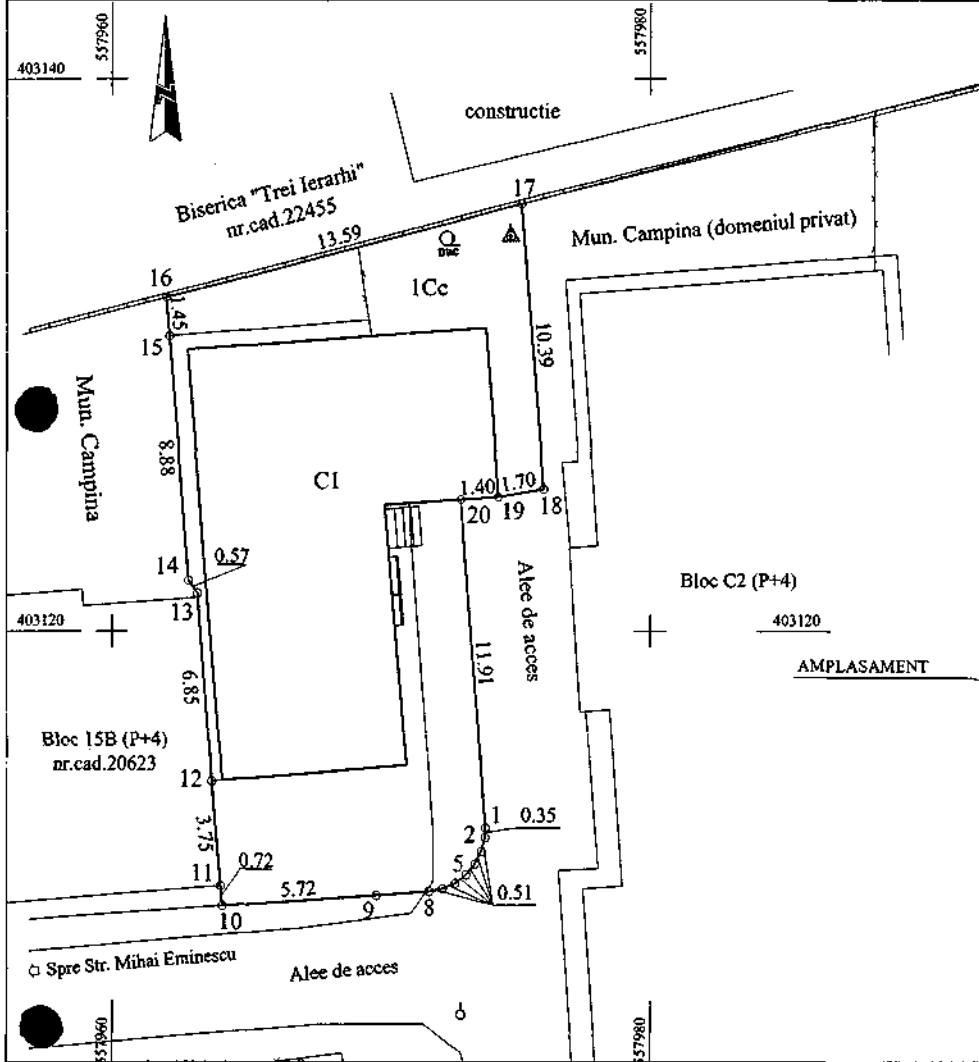 557960
557980
403140
constructie
Biserica "Trei Ierarhi"
nr.cad.22455
17
13.59
Mun. Campina (domeniul privat)
16
1Cc
1.45
15
10.39
Mun. Campina
8.88
C1
1.40
1.70
18
20
19
14
0.57
13
Alee de acces
Bloc C2 (P+4)
403120
403120
11.91
6.85
AMPLASAMENT
Bloc 15B (P+4)
nr.cad.20623
12
1
0.35
2
3.75
11
0.72
5
5.72
0.51
10
9
8
Spre Str. Mihai Eminescu
Alee de acces
557960
557980